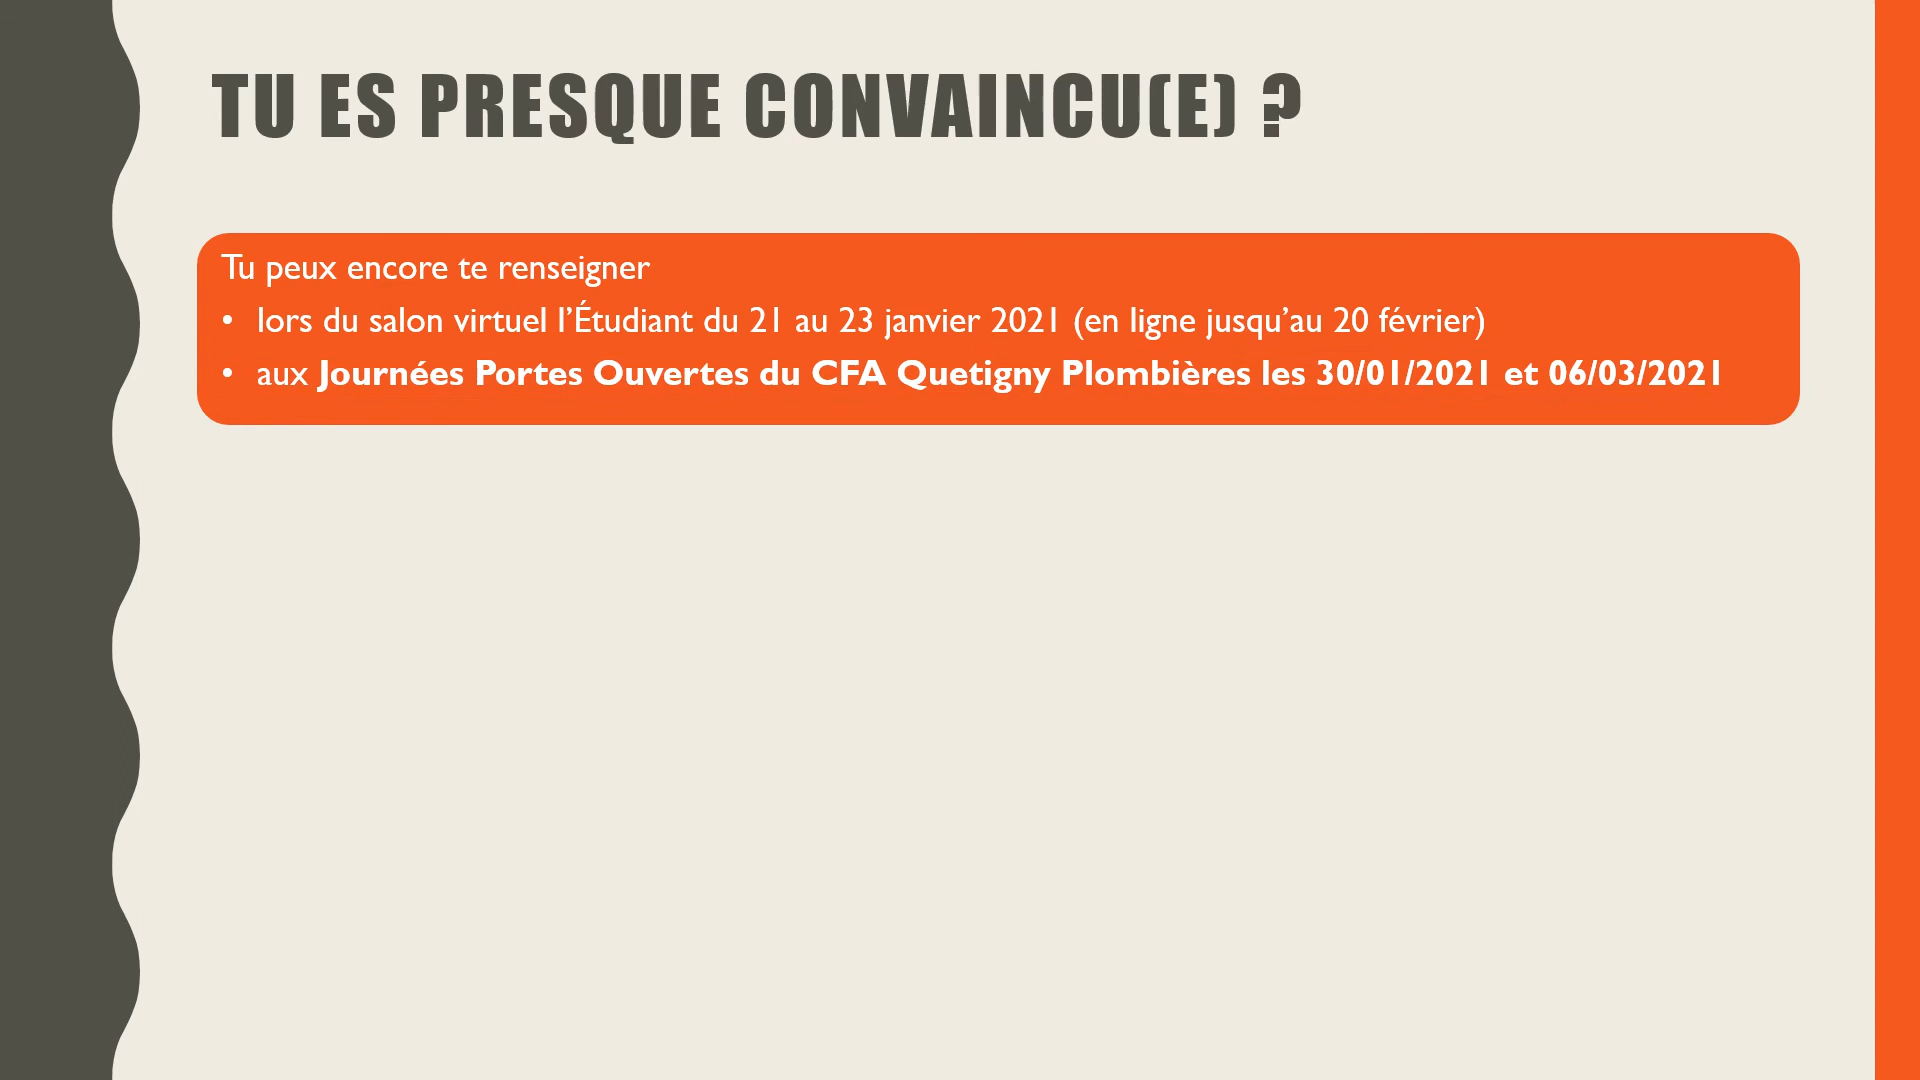 TU ES PRESQUE CONVAINCU(E) ?
Tu peux encore te renseigner
• lors du salon virtuel l’Étudiant du 21 au 23 janvier 2021 (en ligne jusqu’au 20 février)
• aux Journées Portes Ouvertes du CFA Quetigny Plombières les 30/01/2021 et 06/03/2021